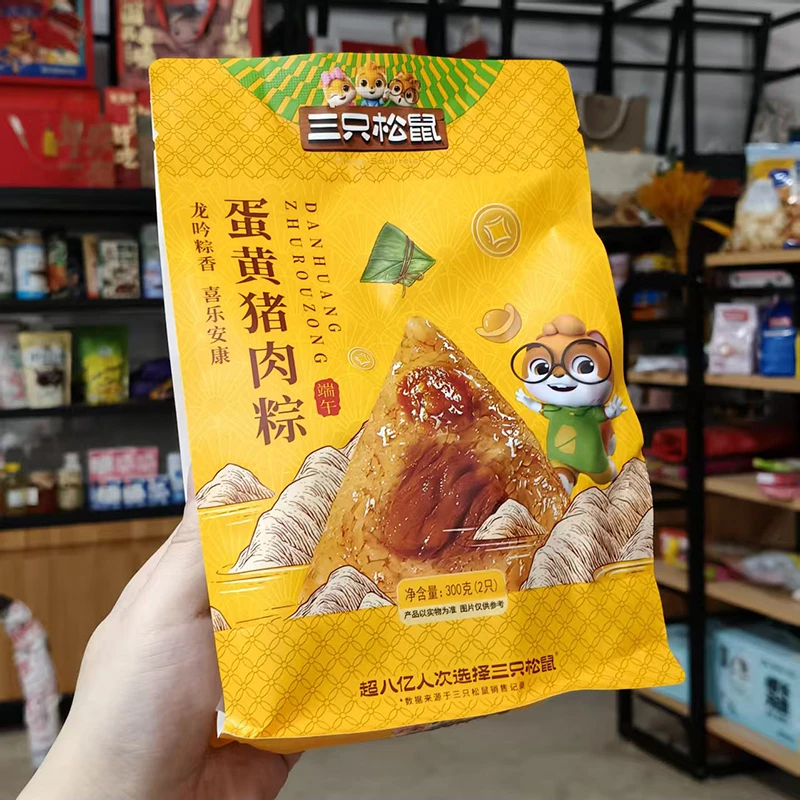 三只松鼠
龙吟粽香 喜乐安康
蛋黄猪肉粽
DANHUANG
ZHUROUZONG
端午
净含量:300克(2只)
产品以实物为准 图片仅供参考
超八亿人次选择三只松鼠
*数据来源于三只松鼠销售记录